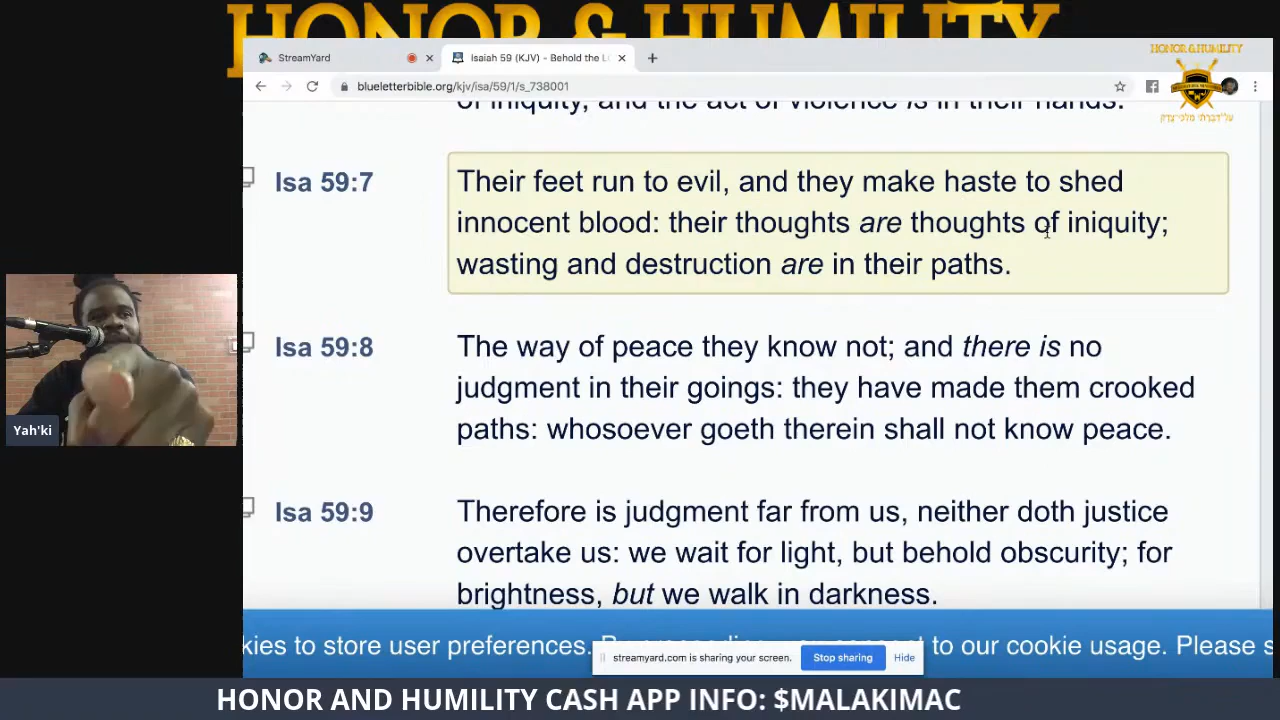 HONOR & HUMILITY
StreamYard
Isaiah 59 (KJV) - Behold the L
HONOR & HUMILITY
blueletterbible.org/kjv/isa/59/1/s_738001
of iniquity, and the act of violence is in their hands.
Isa 59:7
Their feet run to evil, and they make haste to shed
innocent blood: their thoughts are thoughts of iniquity;
wasting and destruction are in their paths.
Isa 59:8
The way of peace they know not; and there is no
judgment in their goings: they have made them crooked
paths: whosoever goeth therein shall not know peace.
Isa 59:9
Therefore is judgment far from us, neither doth justice
overtake us: we wait for light, but behold obscurity; for
brightness, but we walk in darkness.
Yah'ki
kies to store user preferences. to our cookie usage. Please s
streamyard.com is sharing your screen.
Stop sharing
Hide
HONOR AND HUMILITY CASH APP INFO: $MALAKIMAC